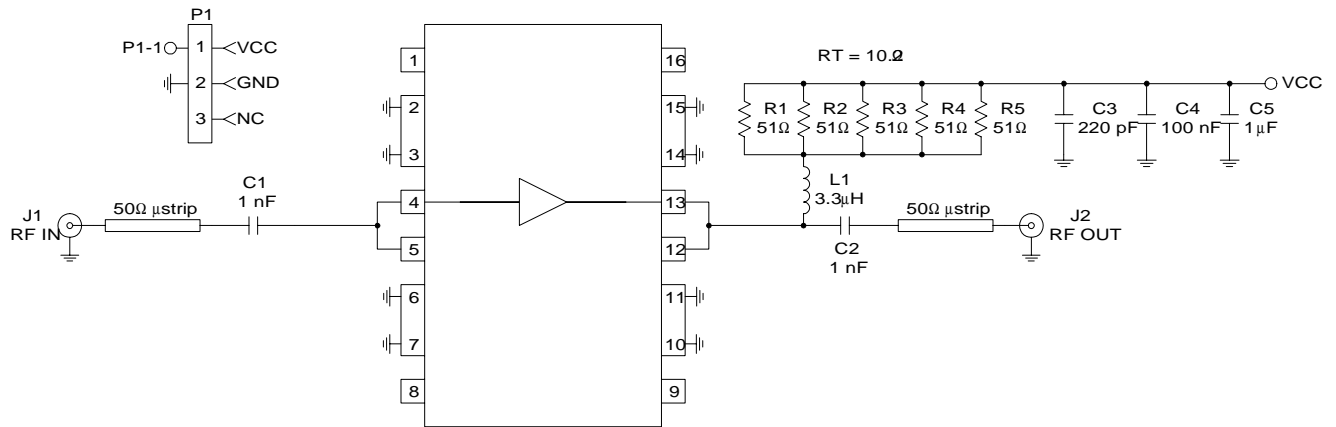 P1
P1-1
1
VCC
2
GND
3
NC
J1
RF IN
50Ω µstrip
C1
1 nF
1
2
3
4
5
6
7
8
16
15
14
13
12
11
10
9
RT = 10.2Ω
R1
51Ω
R2
51Ω
R3
51Ω
R4
51Ω
R5
51Ω
C3
220 pF
C4
100 nF
C5
1µF
VCC
L1
3.3µH
C2
1 nF
50Ω µstrip
J2
RF OUT